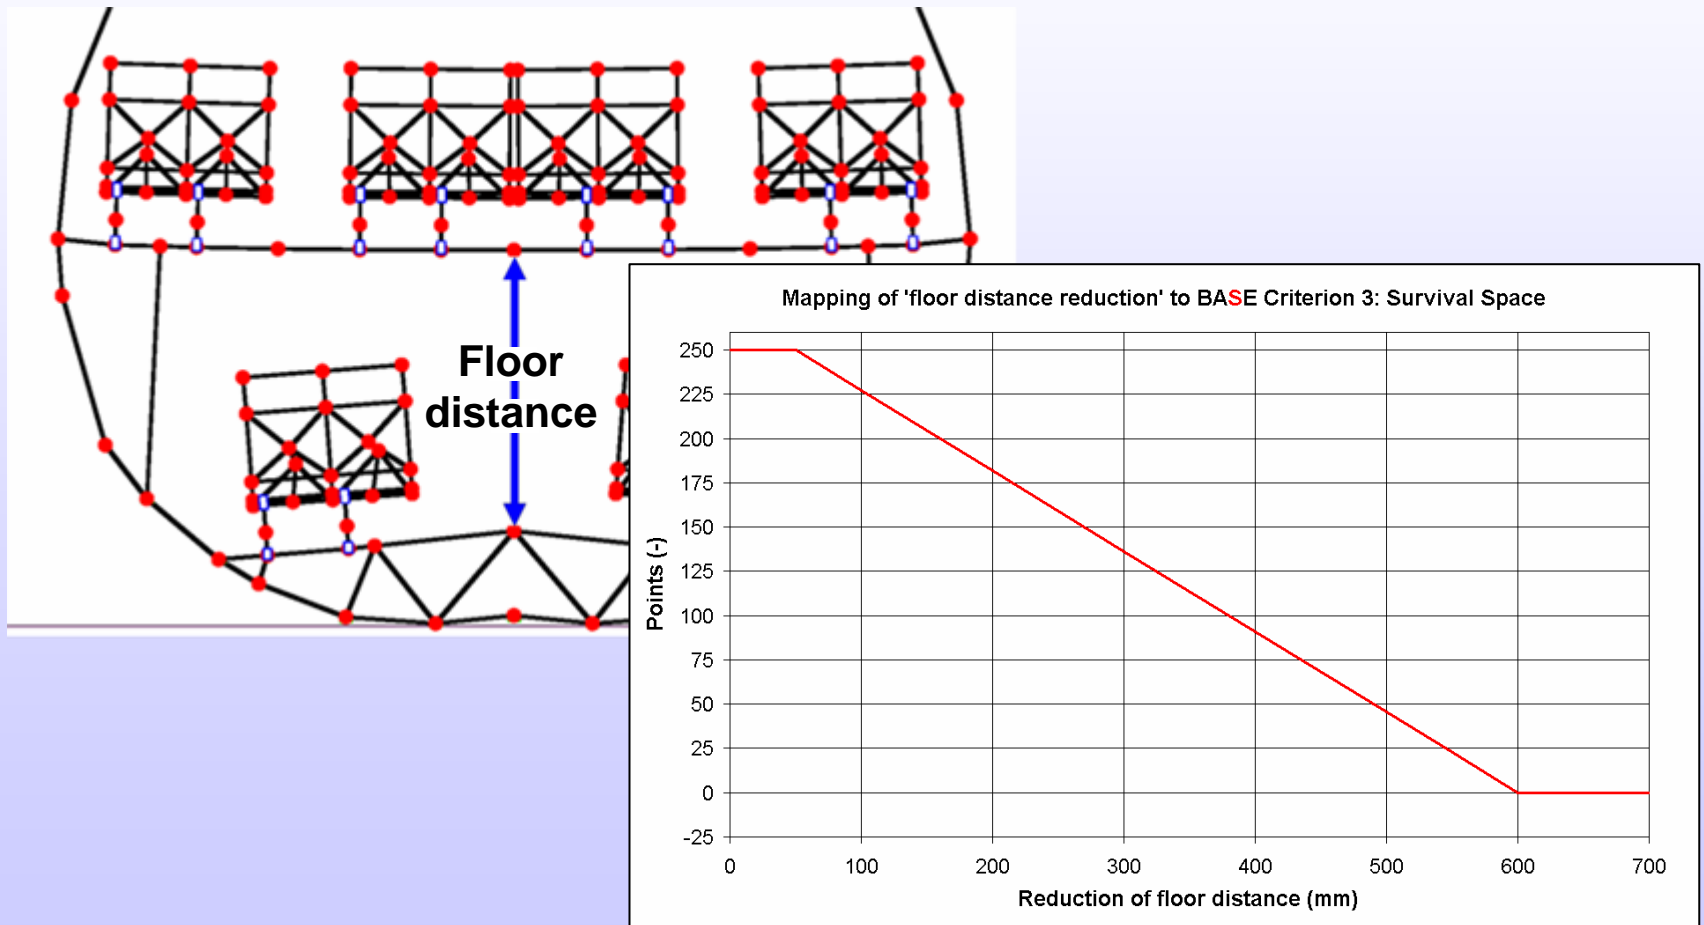 Floor
distance
Mapping of 'floor distance reduction' to BASE Criterion 3: Survival Space
250
225
200
175
150
125
100
75
50
25
0
-25
Points (-)
0 100 200 300 400 500 600 700
Reduction of floor distance (mm)